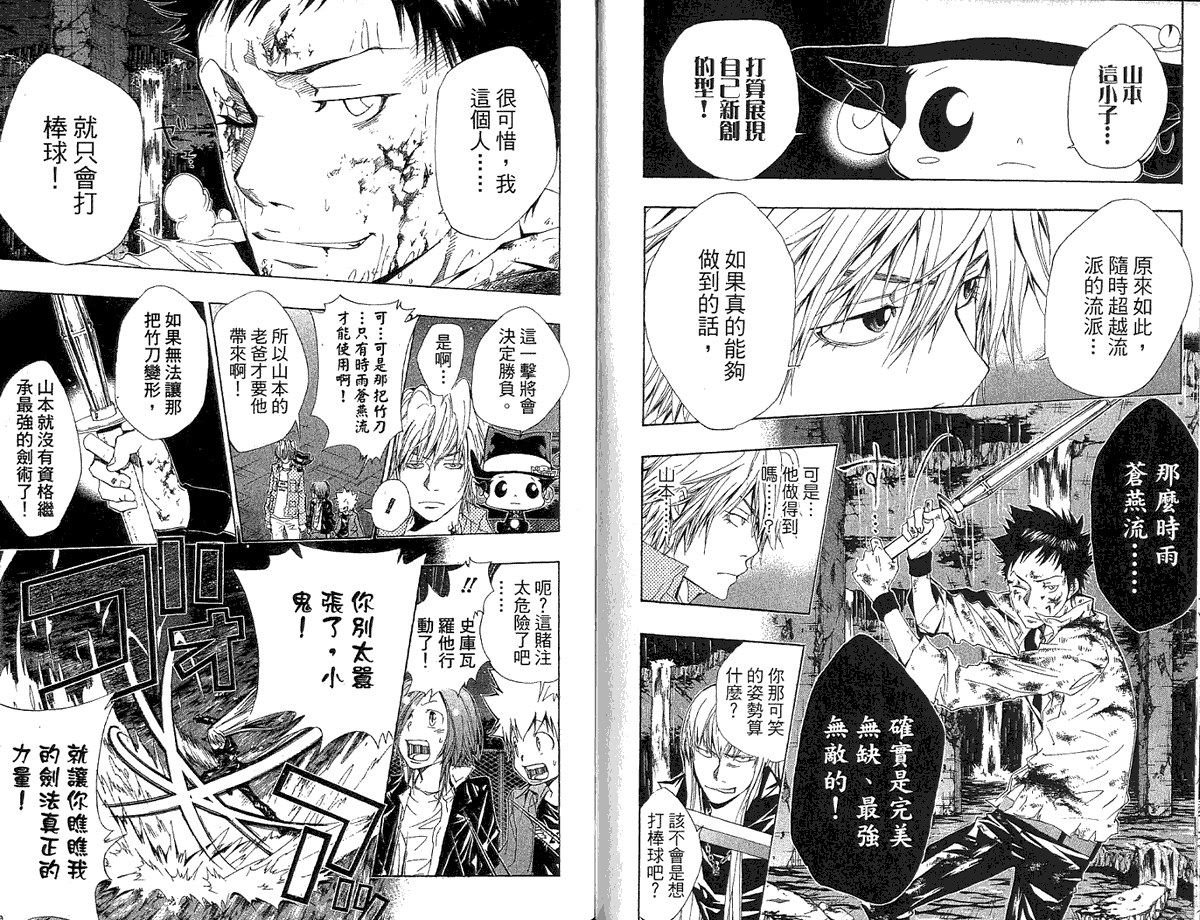 山本
這小子…
打算展現
自己新創
的型！
原來如此，
隨時超越流
派的流派…
如果真的能夠
做到的話，
那麼時雨
蒼燕流……
可是…
他做得到
嗎……？
山本……
確實是完美
無缺、最強
無敵的！
你那可笑
的姿勢算
什麼？
該不會是想
打棒球吧？
很可惜，我
這個人……
就只會打
棒球！
這一擊將會
決定勝負。
是啊…
可…可是那把竹刀
…只有時雨蒼燕流
才能使用啊！
所以山本的
老爸才要他
帶來啊！
！
如果無法讓那
把竹刀變形，
山本就沒有資格繼
承最強的劍術了！
呃？這賭注
太危險了吧
……
!!
史庫瓦
羅他行
動了！
你別太囂
張了，小
鬼！
ゴオ
就讓你瞧瞧我
的劍法真正的
力量！